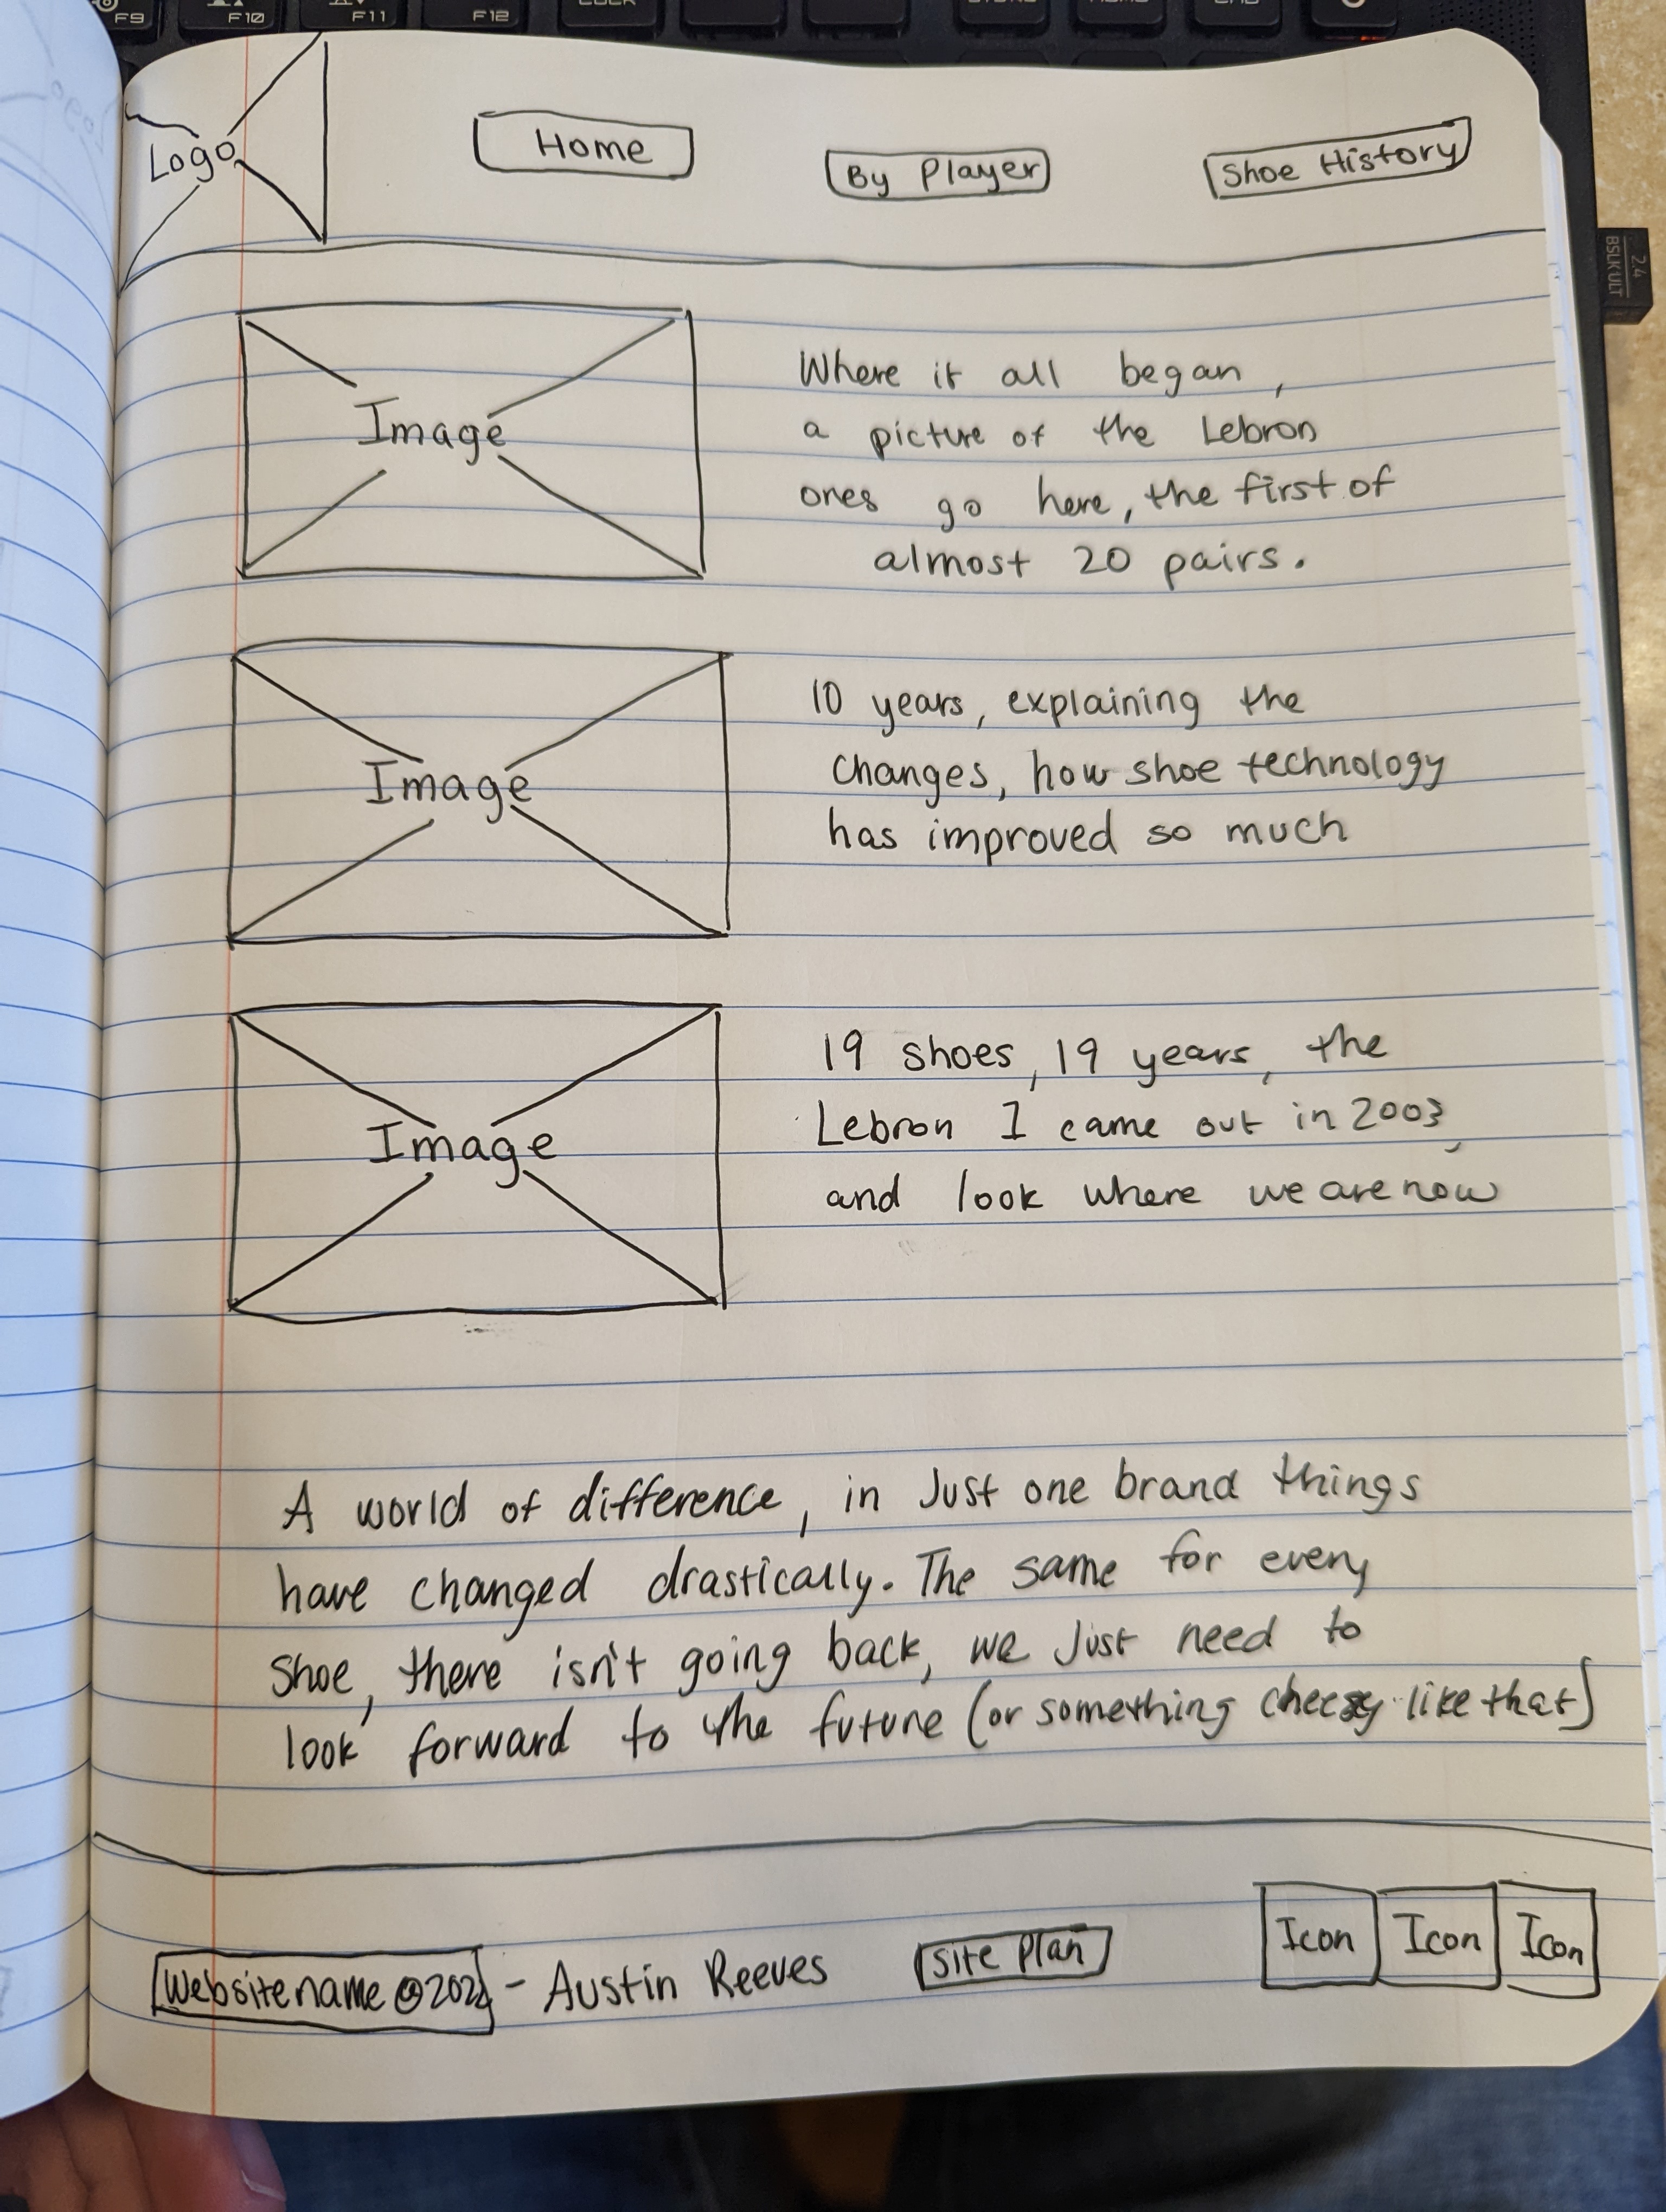 F9 F10 F11 F12
Logo
Home
By Player
Shoe History
2.4
BSLKULT
Image
Where it all began,
a picture of the Lebron
ones go here, the first of
almost 20 pairs.
Image
10 years, explaining the
changes, how shoe technology
has improved so much
Image
19 shoes, 19 years, the
Lebron I came out in 2003,
and look where we are now
A world of difference, in Just one brand things
have changed drastically. The same for every
Shoe, there isn't going back, we Just need to
look forward to the future (or something cheesy like that)
Websitename @2022 - Austin Reeves
Site Plan
Icon Icon Icon